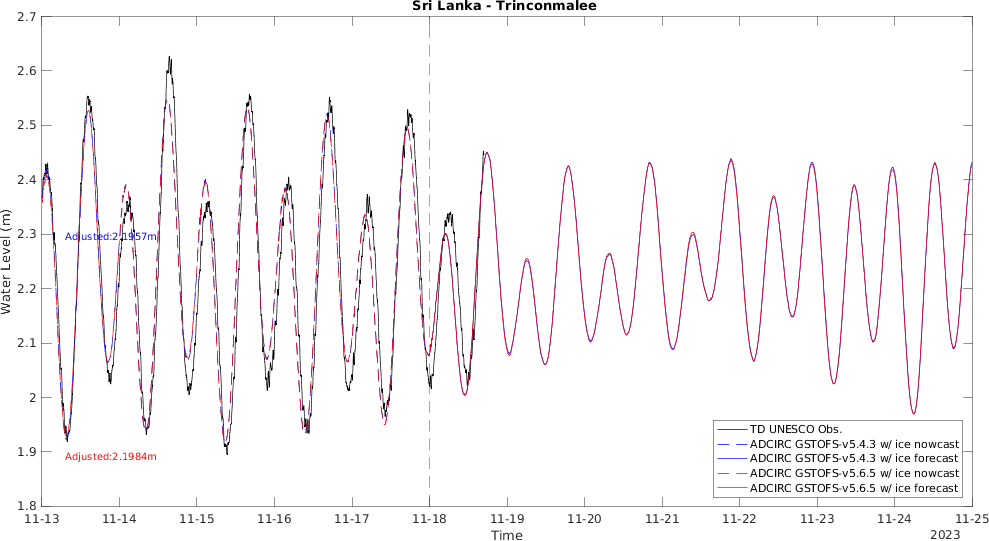 Sri Lanka - Trinconmalee
2.7
2.6
2.5
2.4
2.3
2.2
2.1
2
1.9
1.8
Water Level (m)
Adjusted:2.1957m
Adjusted:2.1984m
TD UNESCO Obs.
ADCIRC GSTOFS-v5.4.3 w/ ice nowcast
ADCIRC GSTOFS-v5.4.3 w/ ice forecast
ADCIRC GSTOFS-v5.6.5 w/ ice nowcast
ADCIRC GSTOFS-v5.6.5 w/ ice forecast
11-13 11-14 11-15 11-16 11-17 11-18 11-19 11-20 11-21 11-22 11-23 11-24 11-25
Time
2023